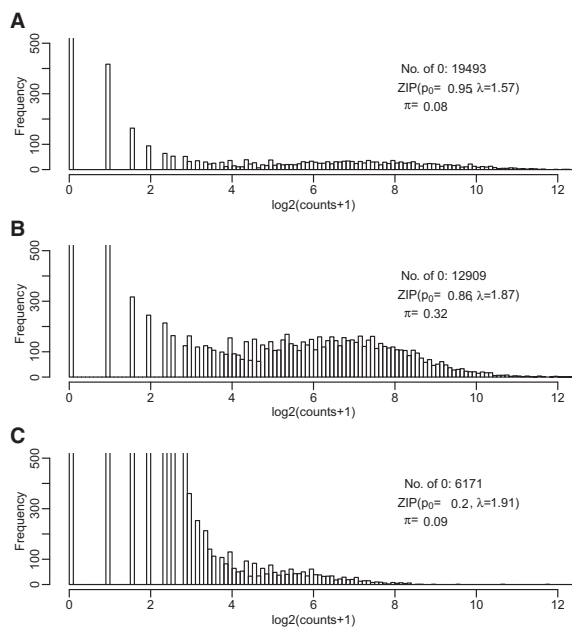 A
500
300
100
0
Frequency
No. of 0: 19493
ZIP(p0= 0.95, λ=1.57)
π= 0.08
0 2 4 6 8 10 12
log2(counts+1)
B
500
300
100
0
Frequency
No. of 0: 12909
ZIP(p0= 0.86, λ=1.87)
π= 0.32
0 2 4 6 8 10 12
log2(counts+1)
C
500
300
100
0
Frequency
No. of 0: 6171
ZIP(p0= 0.2, λ=1.91)
π= 0.09
0 2 4 6 8 10 12
log2(counts+1)